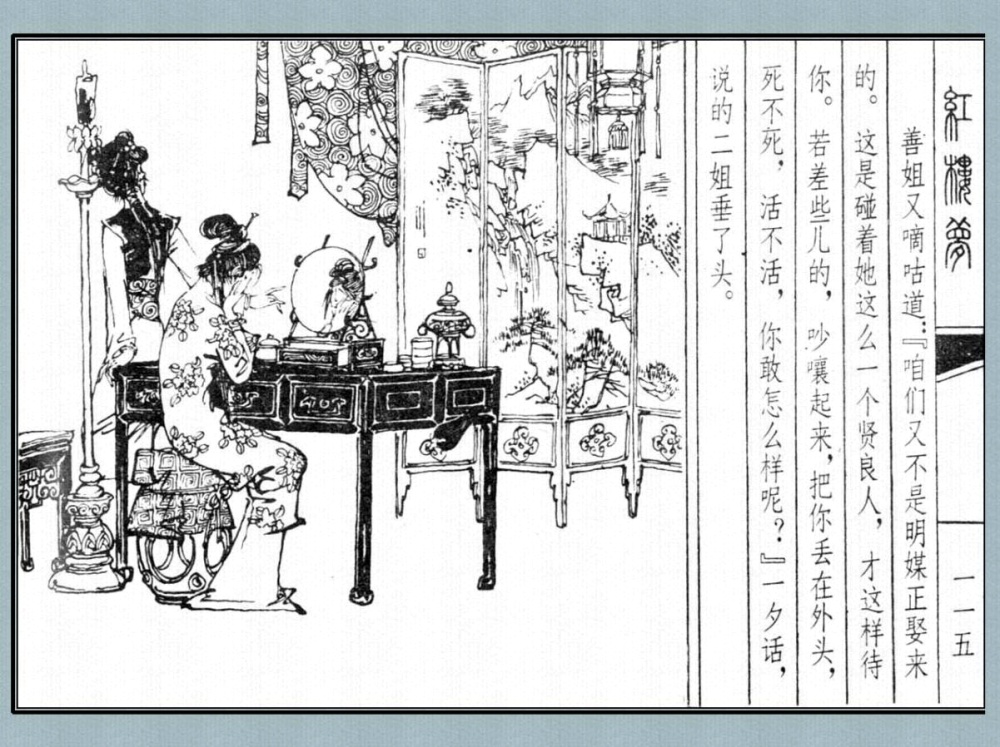 紅樓夢
一一五
善姐又嘀咕道：『咱们又不是明媒正娶来
的。这是碰着她这么一个贤良人，才这样待
你。若差些儿的，吵嚷起来，把你丢在外头，
死不死，活不活，你敢怎么样呢？』一夕话，
说的二姐垂了头。